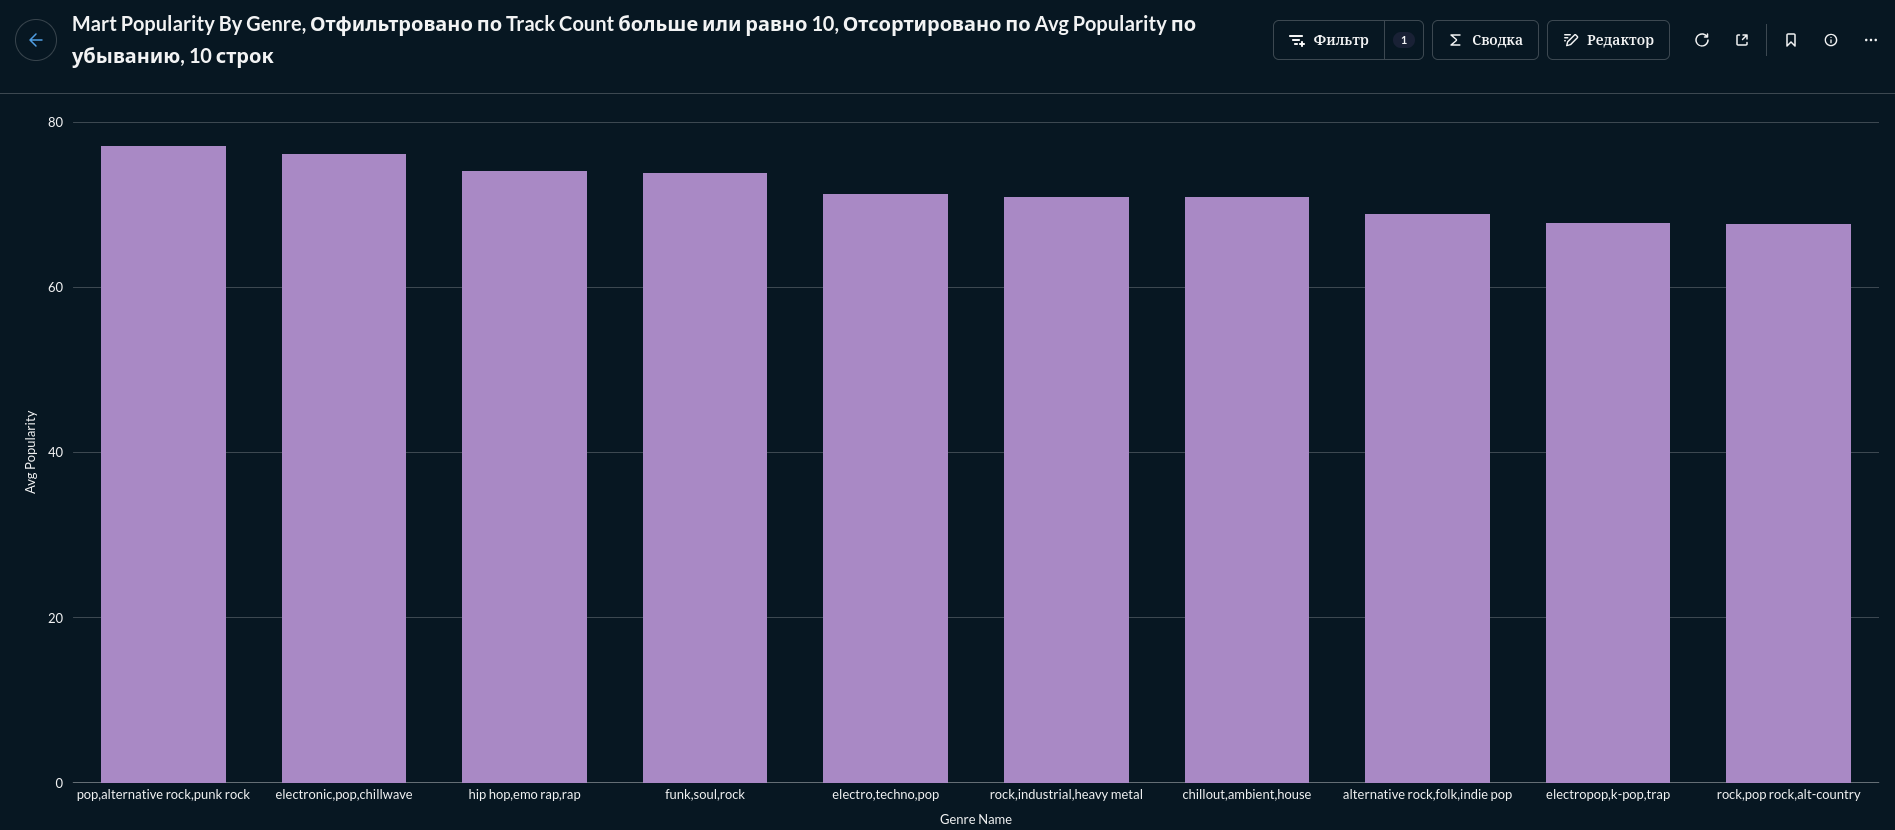 Mart Popularity By Genre, Отфильтровано по Track Count больше или равно 10, Отсортировано по Avg Popularity по
убыванию, 10 строк
Фильтр 1 Сводка Редактор
80
60
40
20
0
Avg Popularity
pop,alternative rock,punk rock electronic,pop,chillwave hip hop,emo rap,rap funk,soul,rock electro,techno,pop rock,industrial,heavy metal chillout,ambient,house alternative rock,folk,indie pop electropop,k-pop,trap rock,pop rock,alt-country
Genre Name